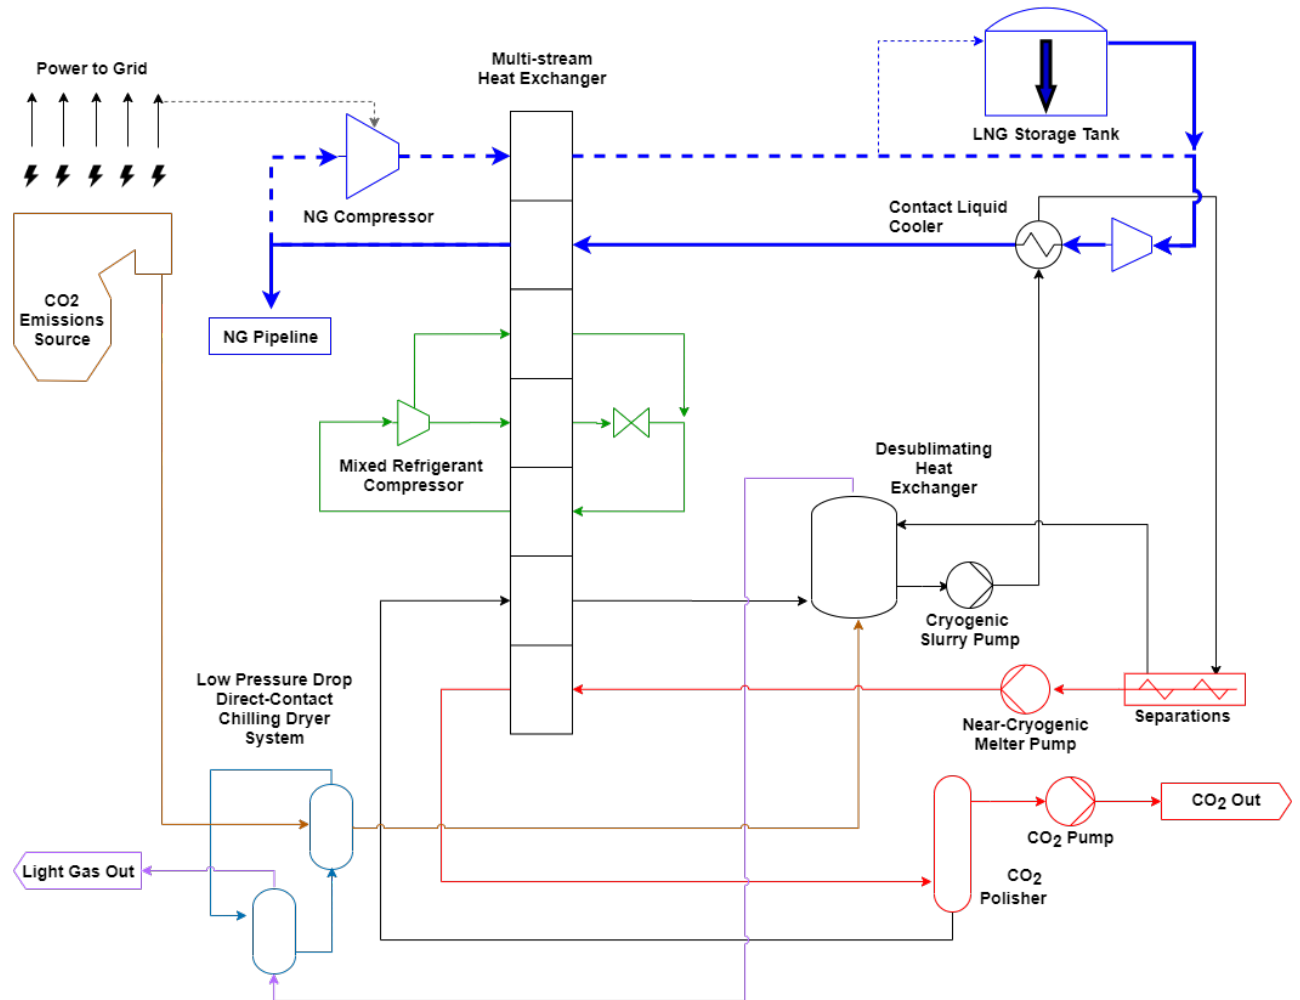 Multi-stream
Heat Exchanger
Power to Grid
LNG Storage Tank
NG Compressor
Contact Liquid
Cooler
CO2
Emissions
Source
NG Pipeline
Mixed Refrigerant
Compressor
Desublimating
Heat
Exchanger
Cryogenic
Slurry Pump
Low Pressure Drop
Direct-Contact
Chilling Dryer
System
Separations
Near-Cryogenic
Melter Pump
CO₂ Out
CO₂ Pump
Light Gas Out
CO₂
Polisher